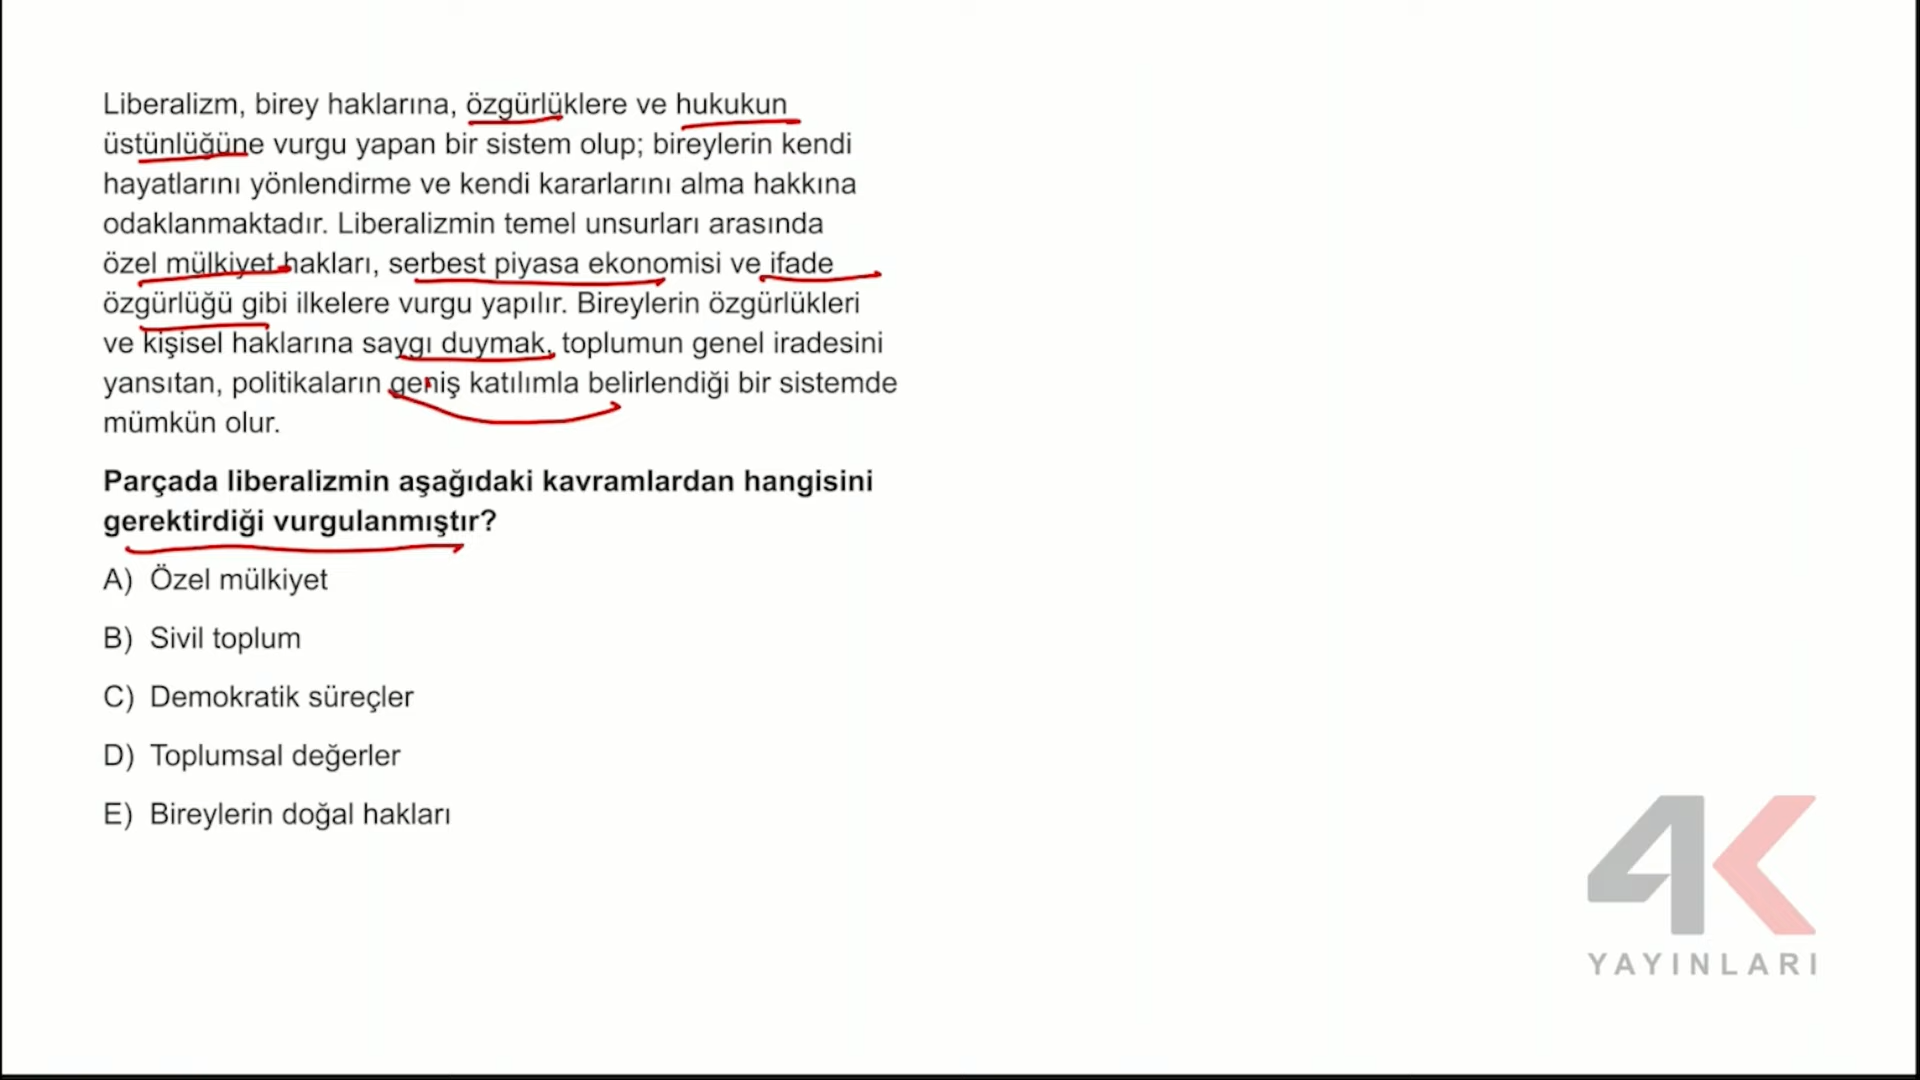 Liberalizm, birey haklarına, özgürlüklere ve hukukun
üstünlüğüne vurgu yapan bir sistem olup; bireylerin kendi
hayatlarını yönlendirme ve kendi kararlarını alma hakkına
odaklanmaktadır. Liberalizmin temel unsurları arasında
özel mülkiyet hakları, serbest piyasa ekonomisi ve ifade
özgürlüğü gibi ilkelere vurgu yapılır. Bireylerin özgürlükleri
ve kişisel haklarına saygı duymak, toplumun genel iradesini
yansıtan, politikaların geniş katılımla belirlendiği bir sistemde
mümkün olur.
Parçada liberalizmin aşağıdaki kavramlardan hangisini
gerektirdiği vurgulanmıştır?
A) Özel mülkiyet
B) Sivil toplum
C) Demokratik süreçler
D) Toplumsal değerler
E) Bireylerin doğal hakları
4K
YAYINLARI